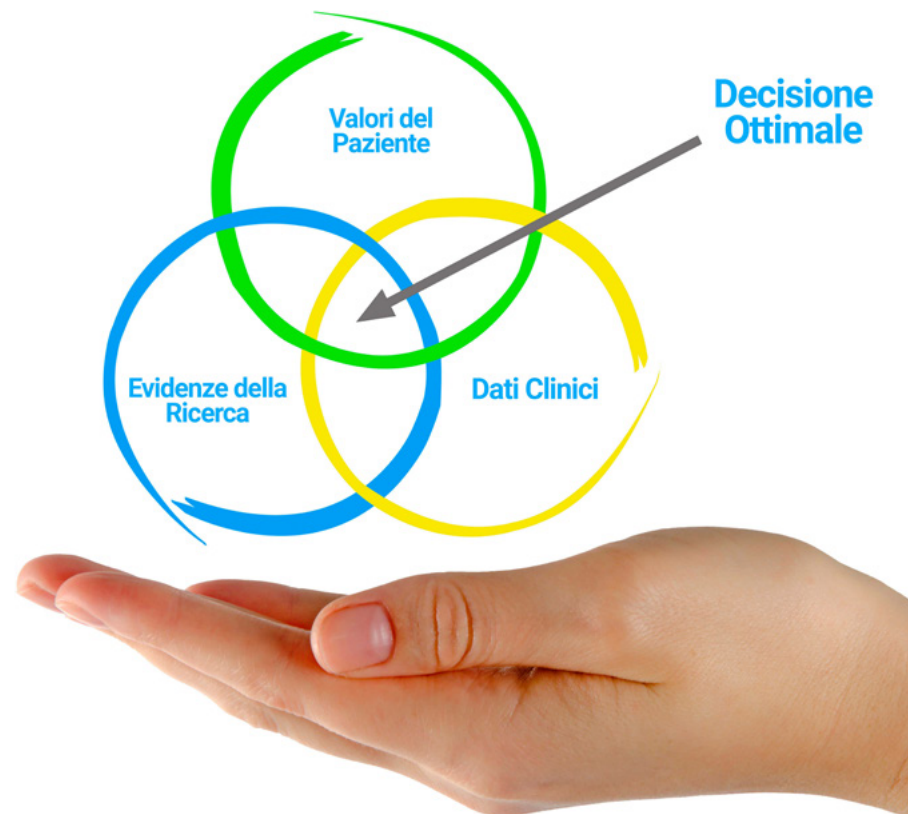 Valori del
Paziente
Decisione
Ottimale
Evidenze della
Ricerca
Dati Clinici